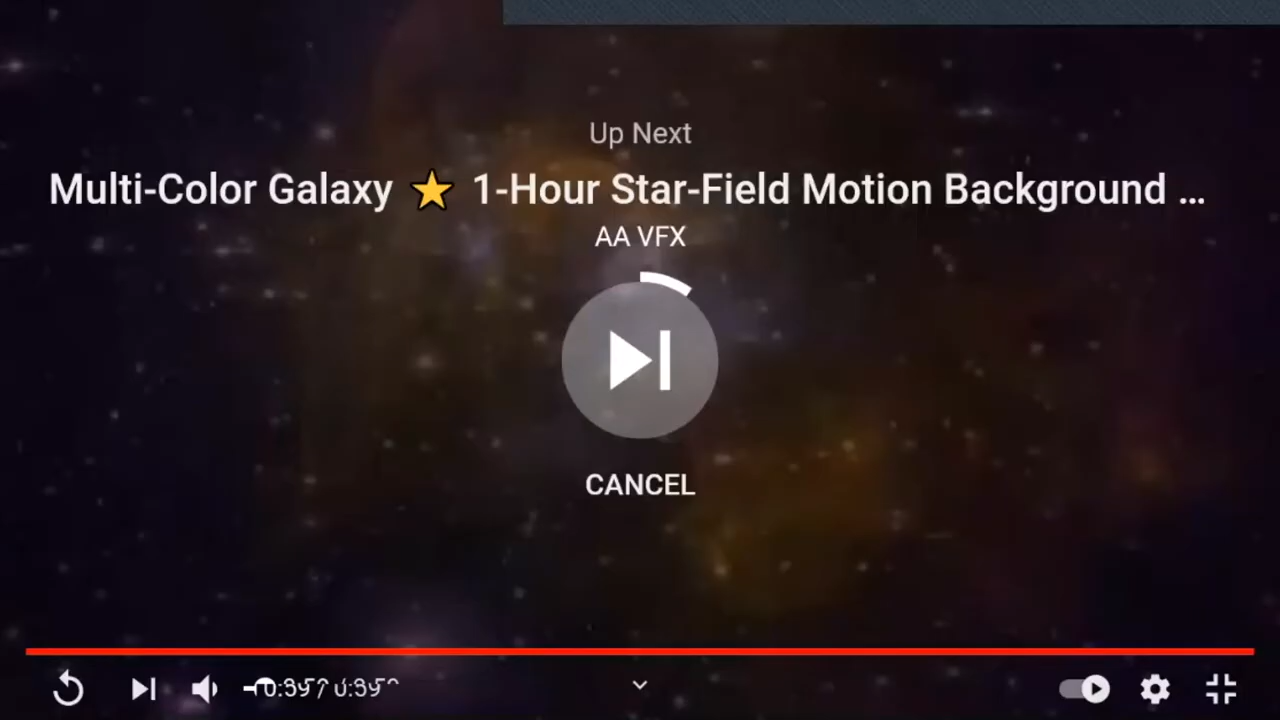 Up Next
Multi-Color Galaxy ⭐ 1-Hour Star-Field Motion Background ...
AA VFX
CANCEL